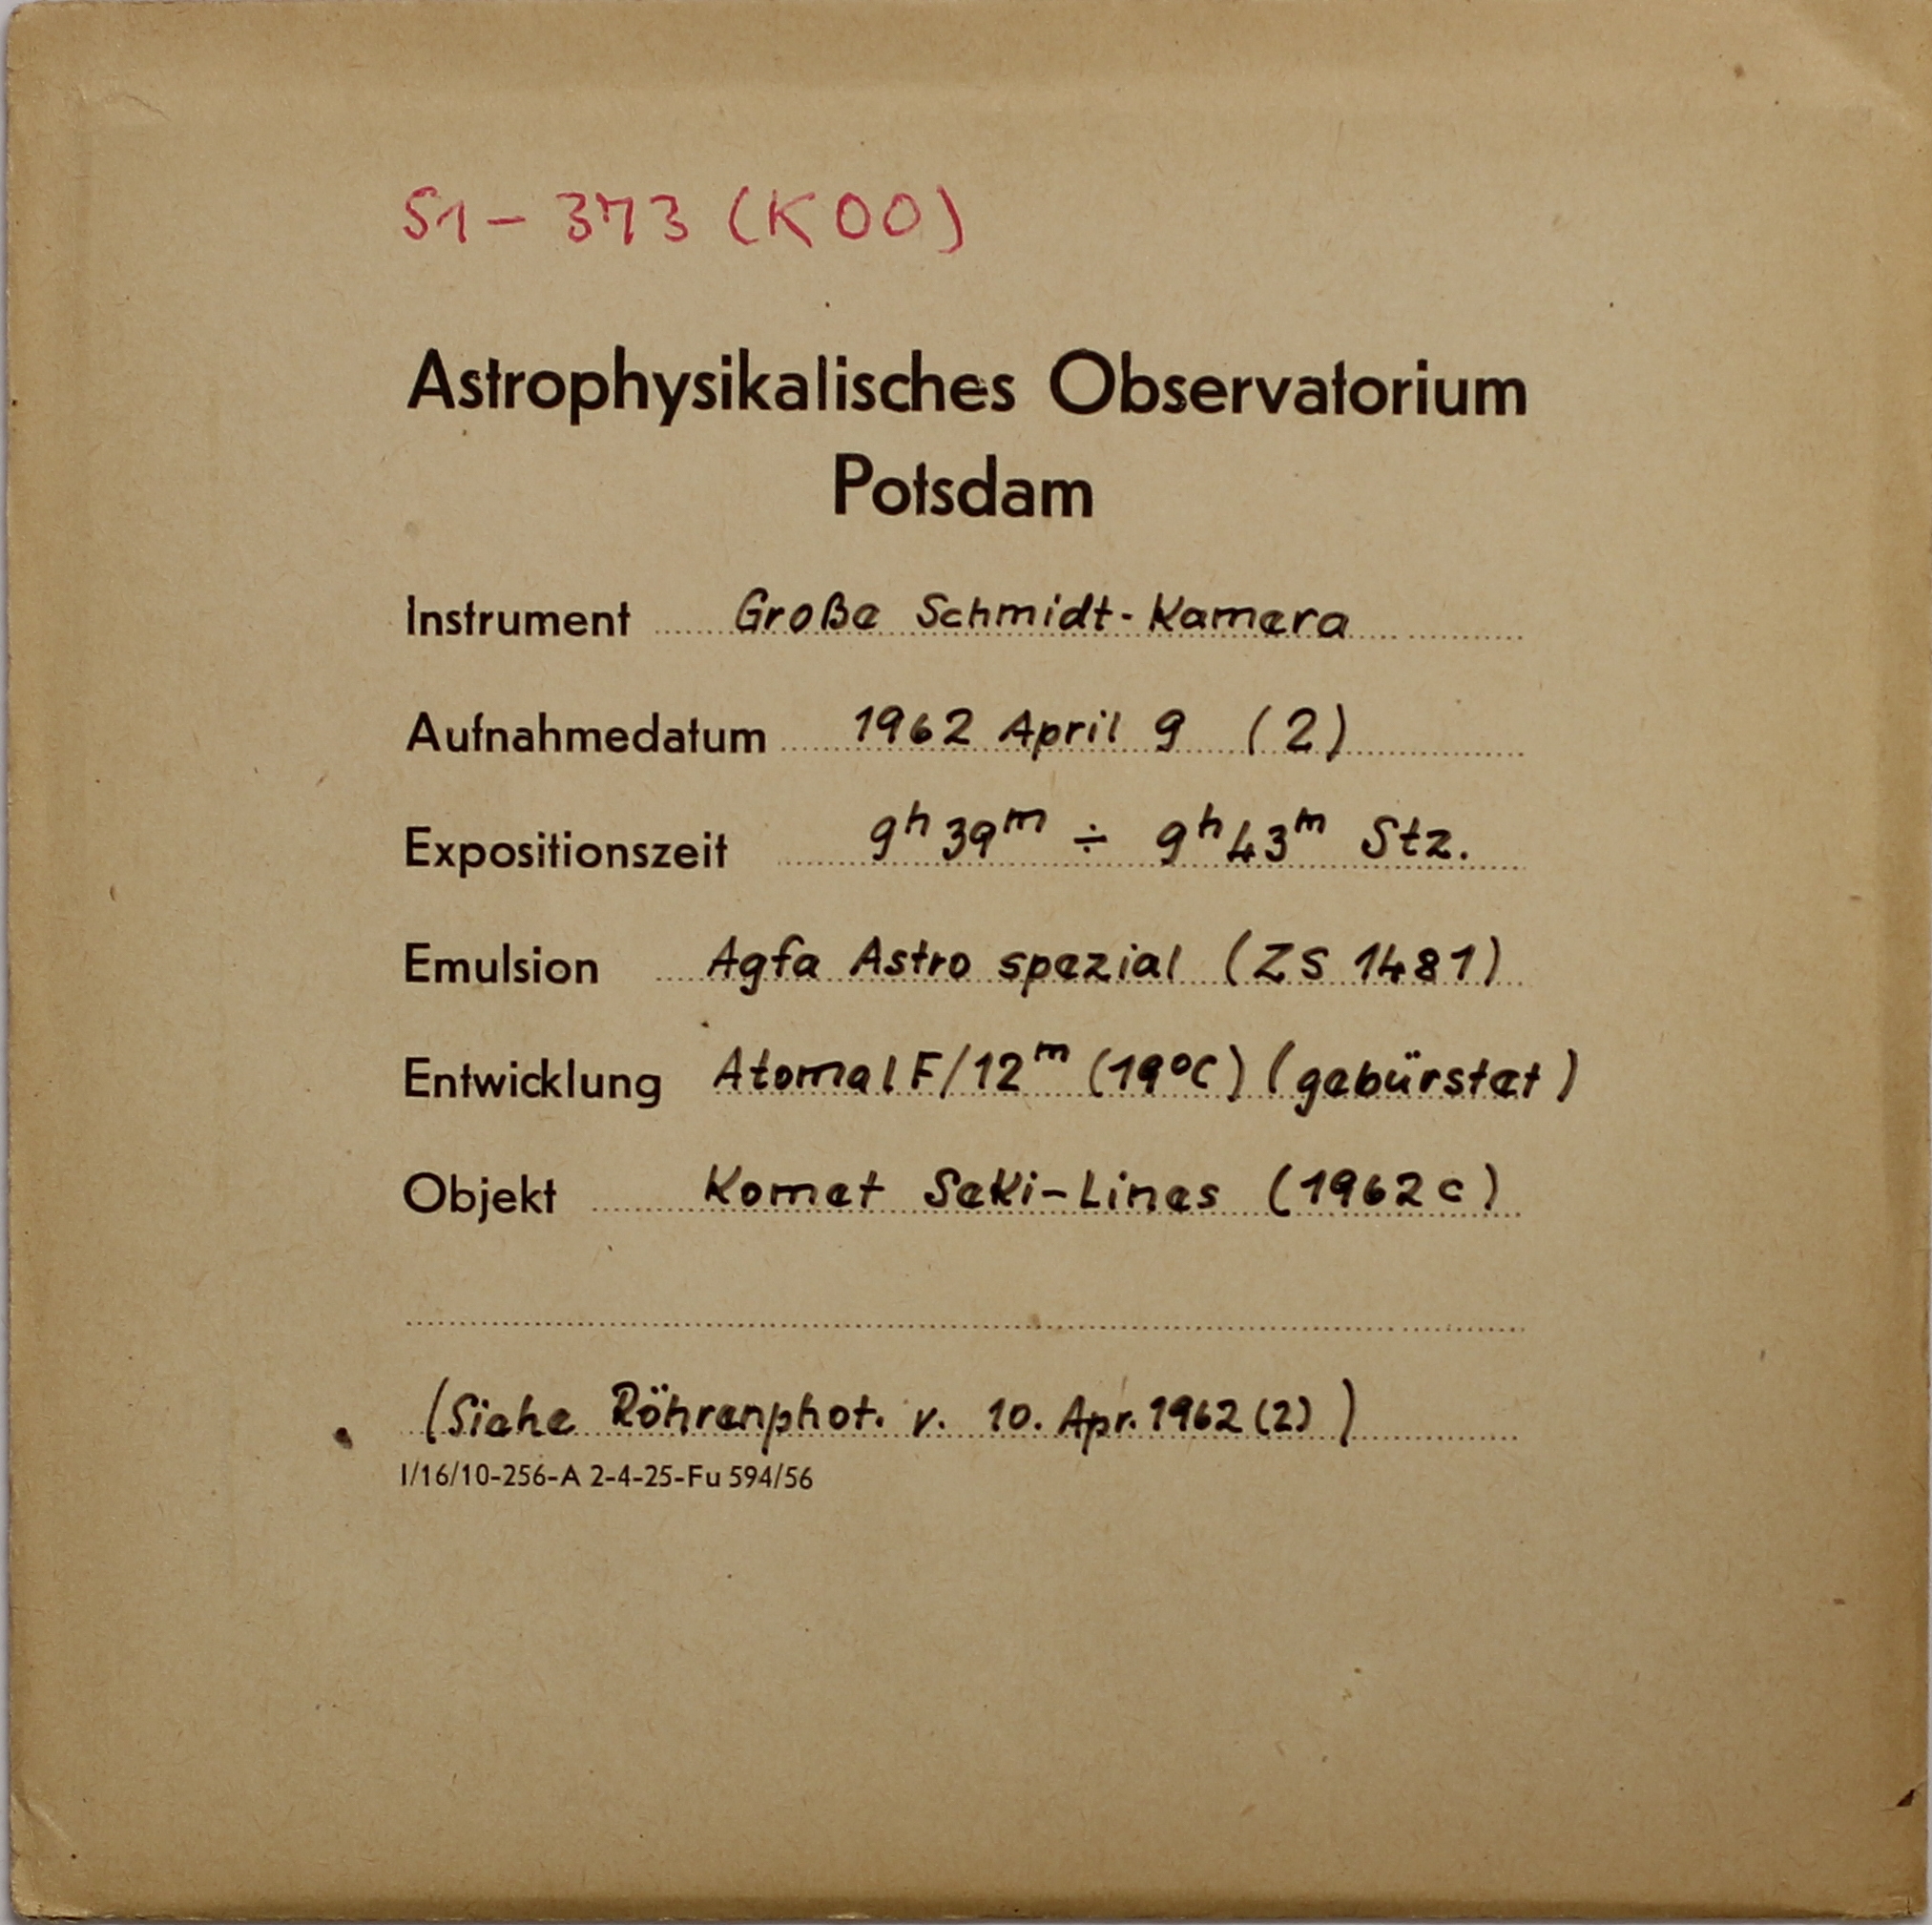 S1 – 373 (K00)
Astrophysikalisches Observatorium
Potsdam
Instrument Große Schmidt-Kamera
Aufnahmedatum 1962 April 9 (2)
Expositionszeit 9ʰ39ᵐ ÷ 9ʰ43ᵐ Stz.
Emulsion Agfa Astro spezial (ZS 1481)
Entwicklung Atomal F/12ᵐ (19°C) (gebürstet)
Objekt Komet Seki-Lines (1962c)
(Siehe Röhrenphot. v. 10. Apr. 1962 (2))
I/16/10-256-A 2-4-25-Fu 594/56